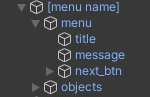 [menu name]
menu
title
message
next_btn
objects